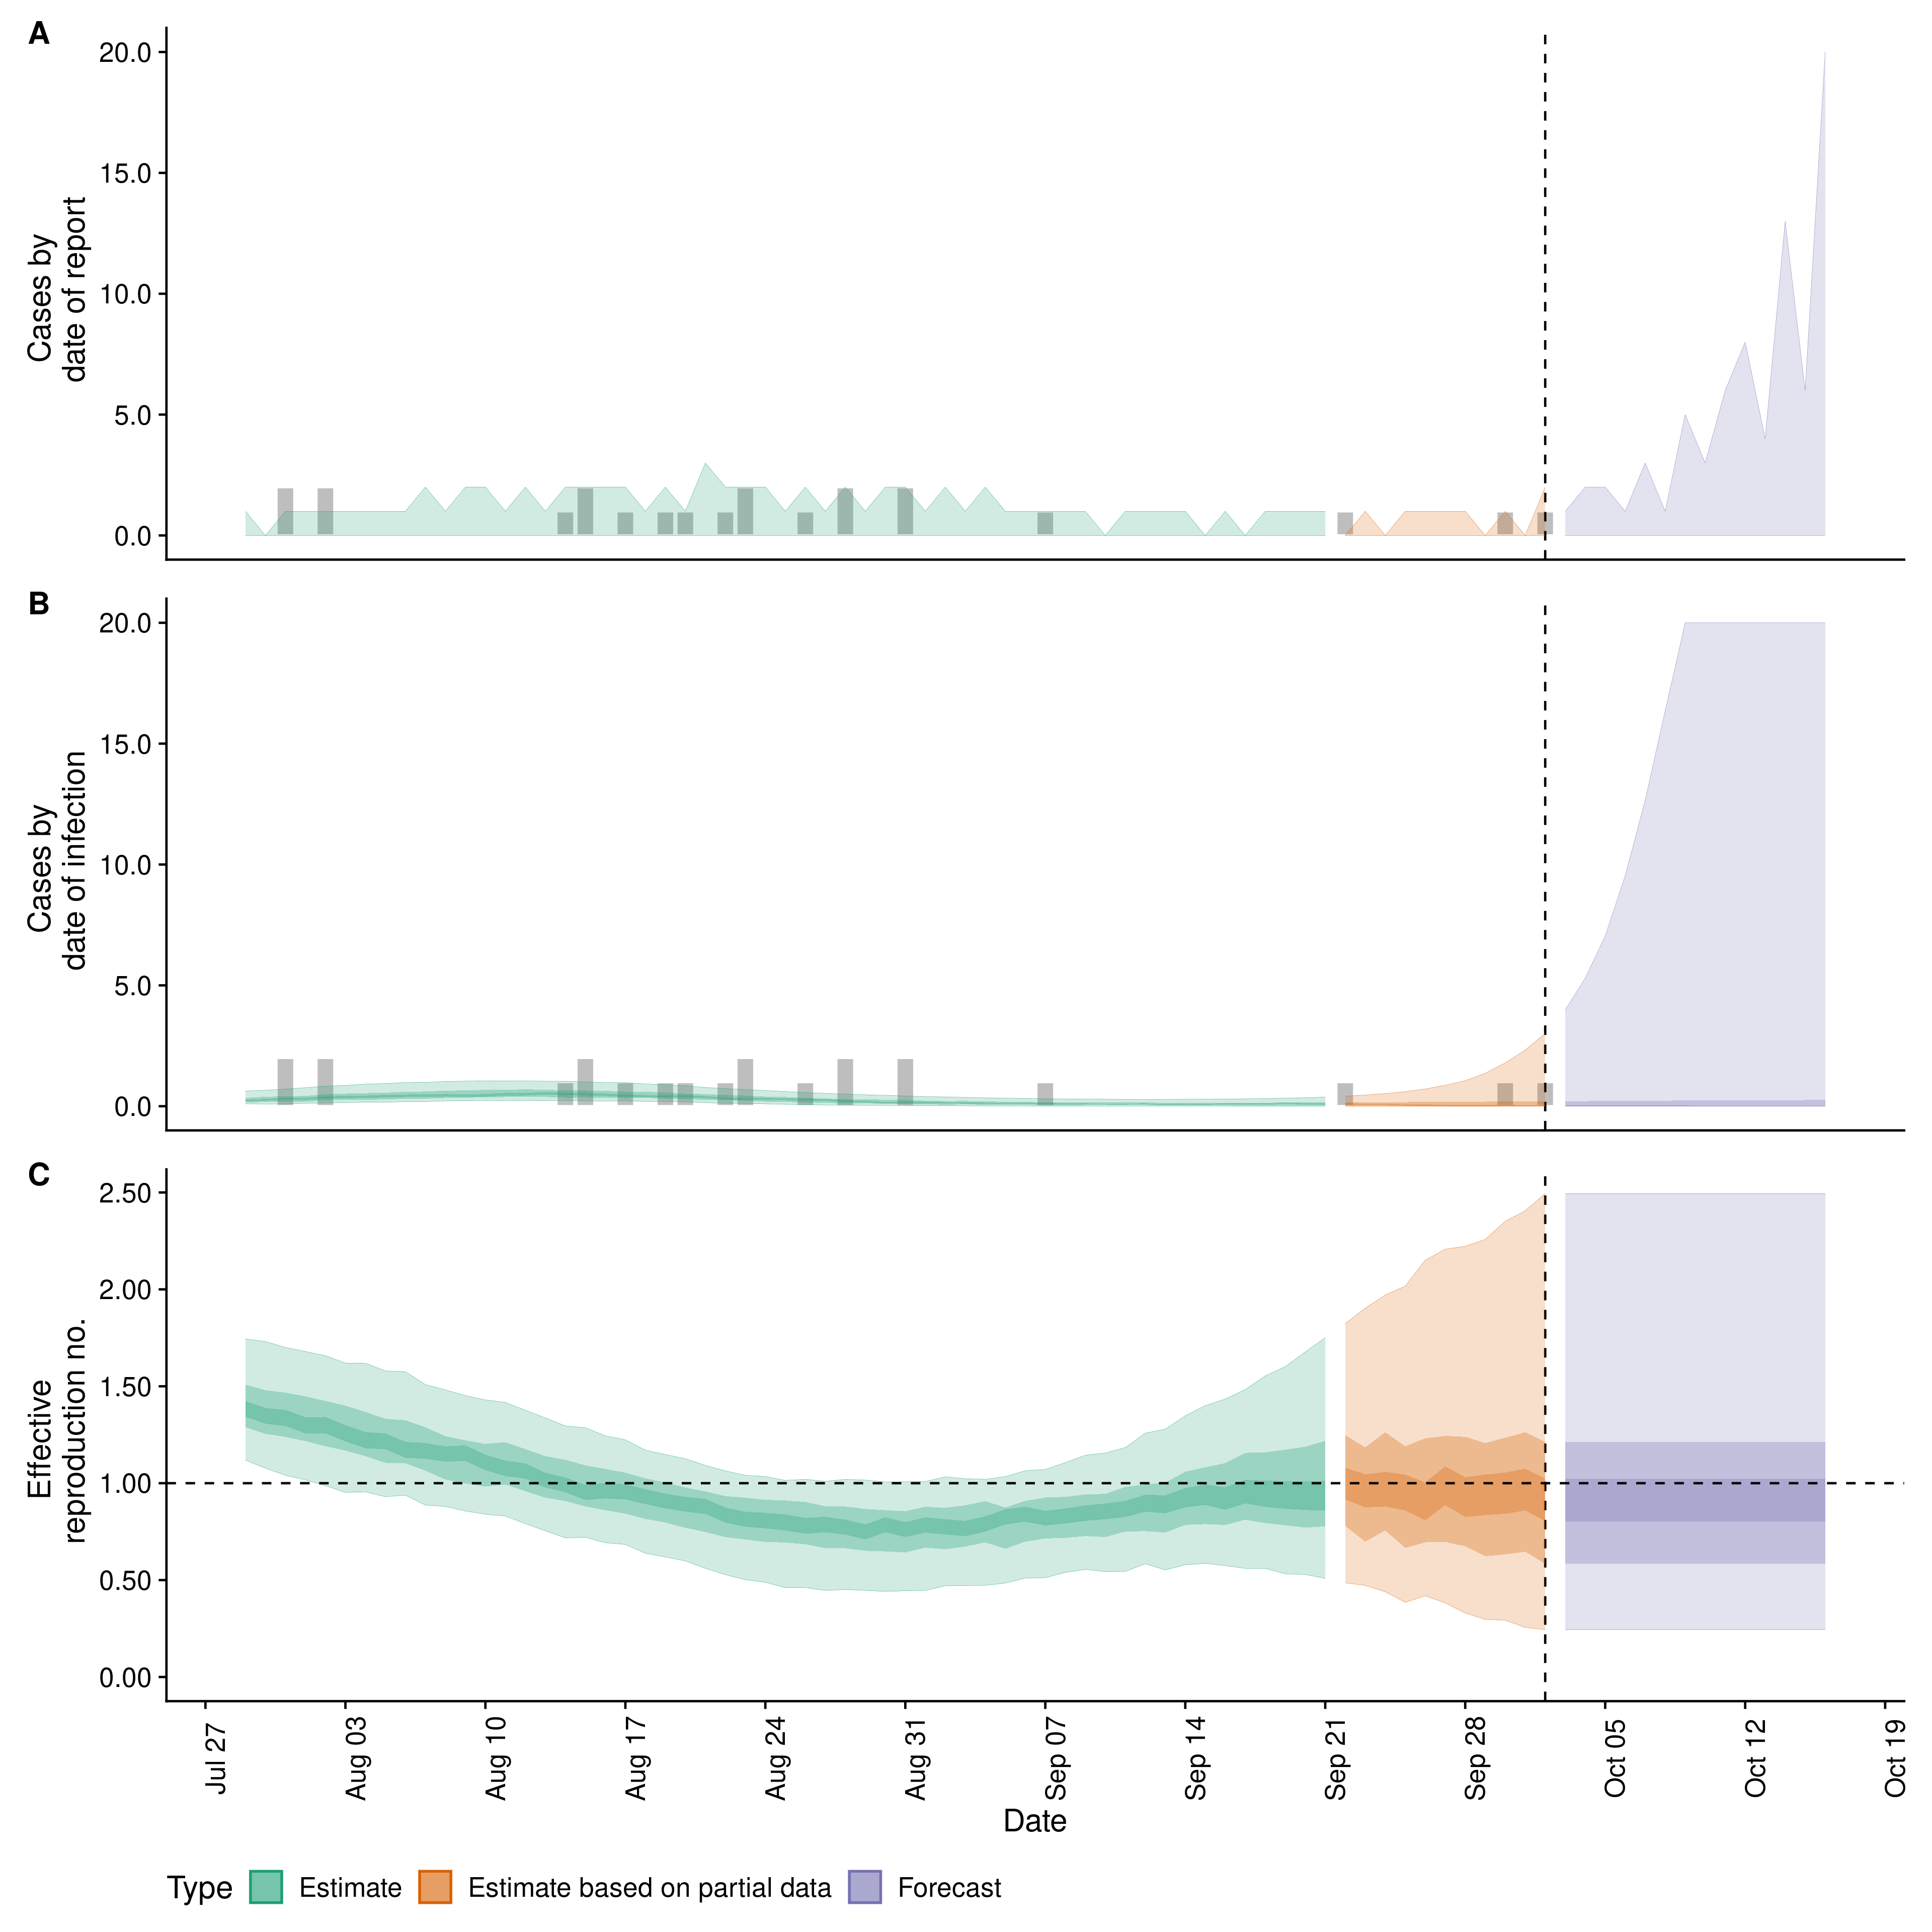 A
20.0
15.0
10.0
5.0
0.0
Cases by
date of report
B
20.0
15.0
10.0
5.0
0.0
Cases by
date of infection
C
2.50
2.00
1.50
1.00
0.50
0.00
Effective
reproduction no.
Jul 27
Aug 03
Aug 10
Aug 17
Aug 24
Aug 31
Sep 07
Sep 14
Sep 21
Sep 28
Oct 05
Oct 12
Oct 19
Date
Type Estimate Estimate based on partial data Forecast